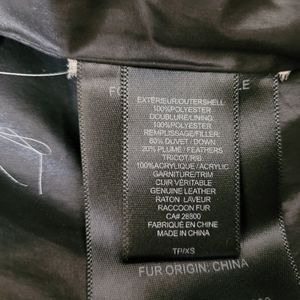 EXTÉRIEUR/OUTERSHELL
100%POLYESTER
DOUBLURE/LINING:
100%POLYESTER
REMPLISSAGE/FILLER:
80% DUVET / DOWN
20% PLUME / FEATHERS
TRICOT/RIB:
100%ACRYLIQUE / ACRYLIC
GARNITURE/TRIM
CUIR VÉRITABLE
GENUINE LEATHER
RATON LAVEUR
RACCOON FUR
CA# 26800
FABRIQUÉ EN CHINE
MADE IN CHINA
TP/XS
FUR ORIGIN: CHINA